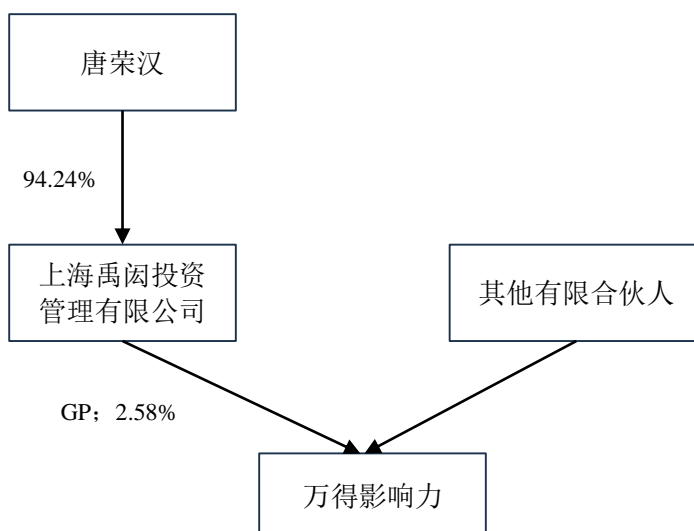 唐荣汉
94.24%
上海禹闳投资
管理有限公司
其他有限合伙人
GP；2.58%
万得影响力